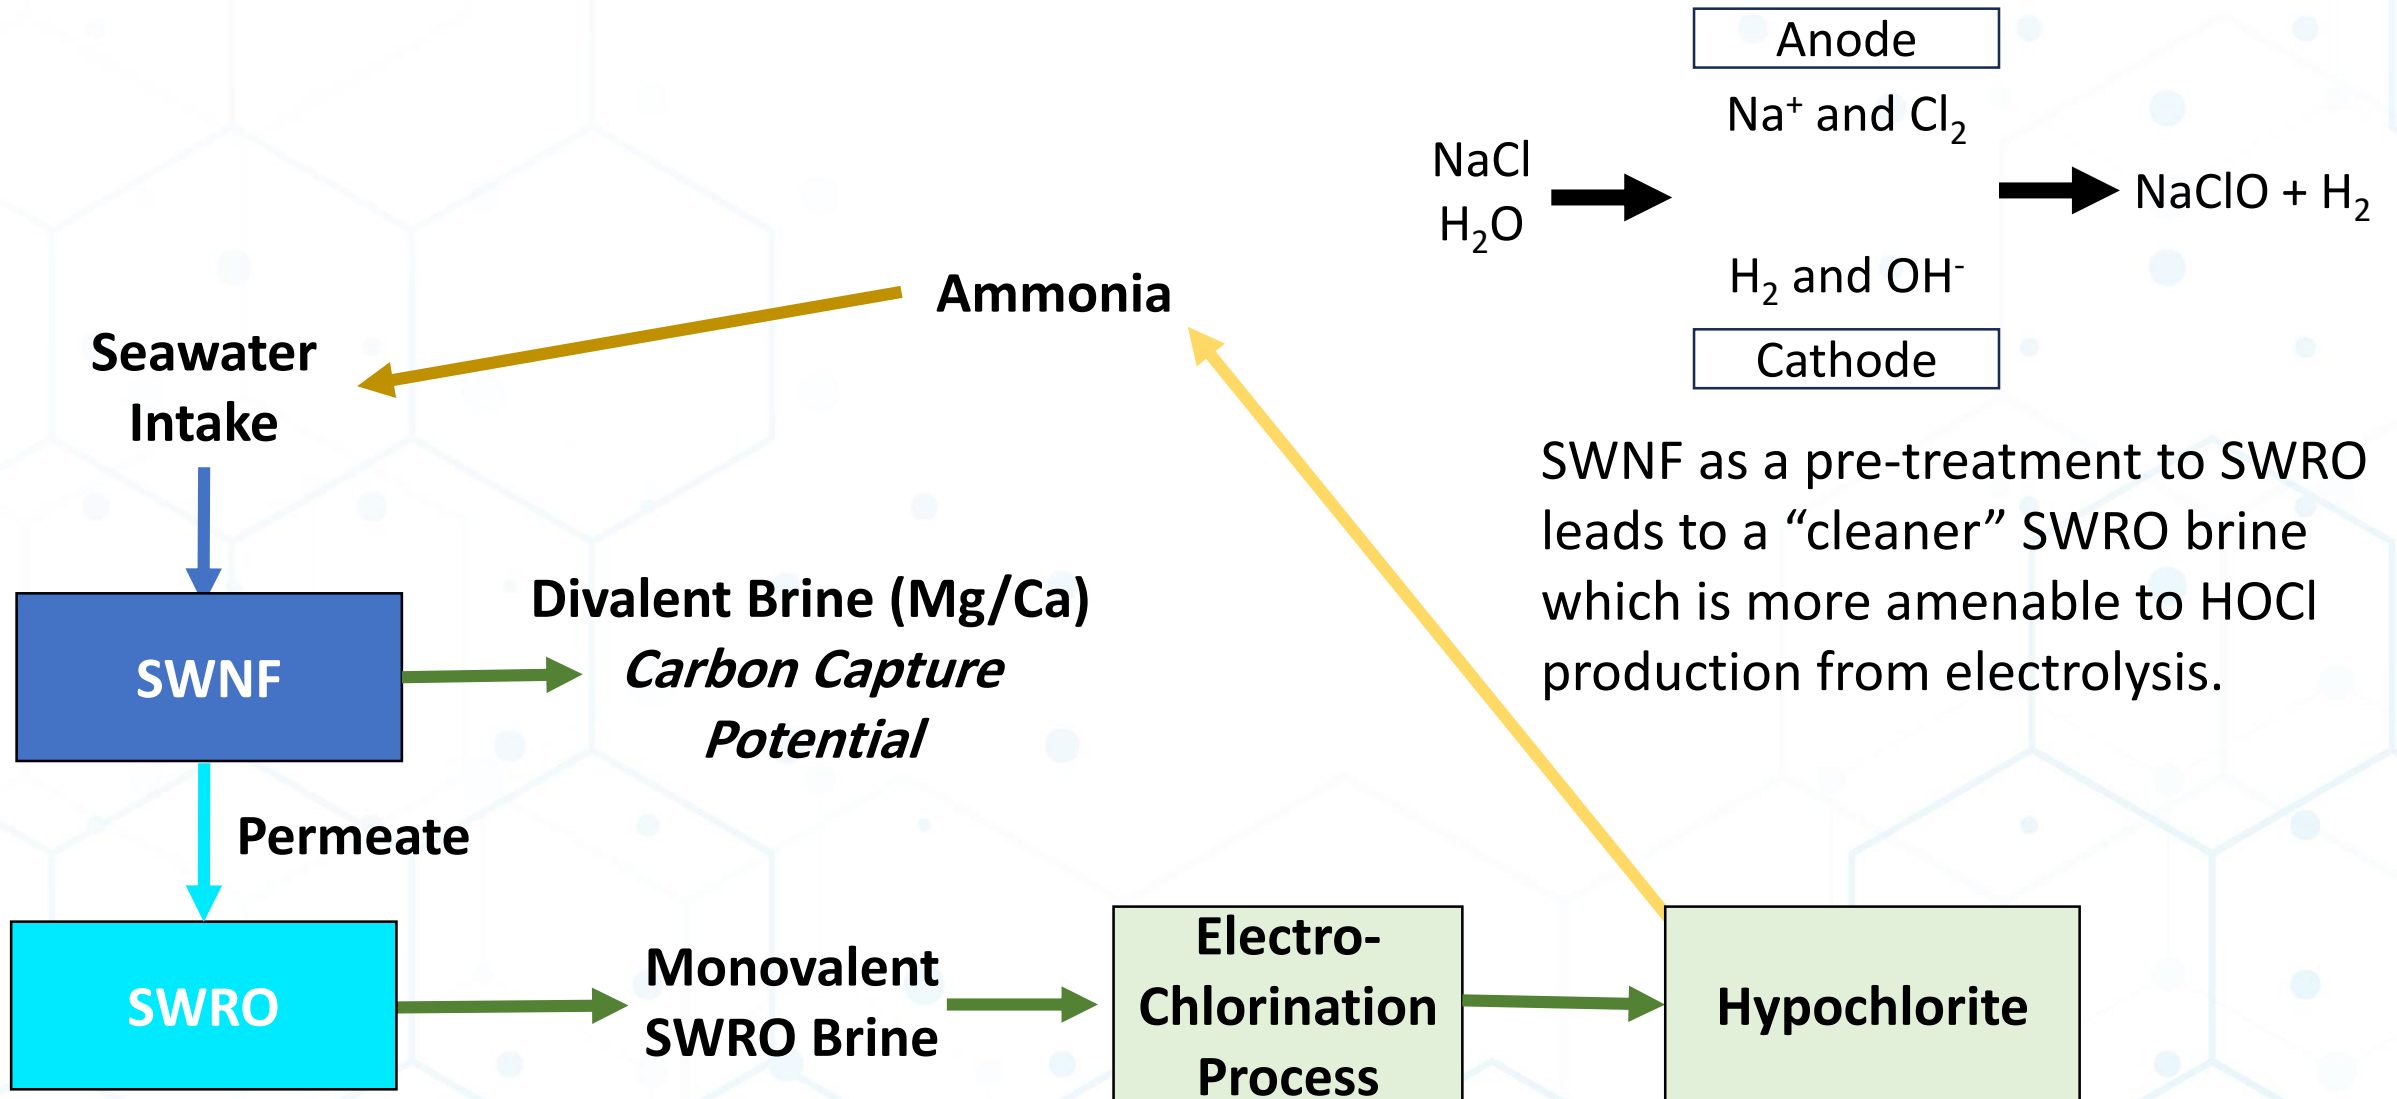 Anode
Na⁺ and Cl₂
NaCl
H₂O
NaClO + H₂
H₂ and OH⁻
Cathode
Ammonia
Seawater
Intake
SWNF as a pre-treatment to SWRO
leads to a “cleaner” SWRO brine
which is more amenable to HOCl
production from electrolysis.
SWNF
Divalent Brine (Mg/Ca)
Carbon Capture
Potential
Permeate
SWRO
Monovalent
SWRO Brine
Electro-
Chlorination
Process
Hypochlorite